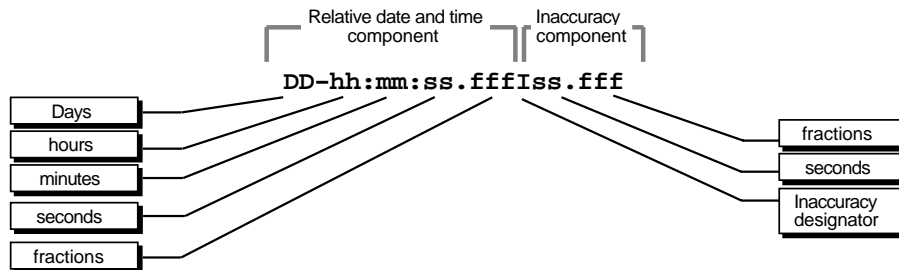 Relative date and time
component
Inaccuracy
component
DD-hh:mm:ss.fffIss.fff
Days
hours
minutes
seconds
fractions
fractions
seconds
Inaccuracy
designator